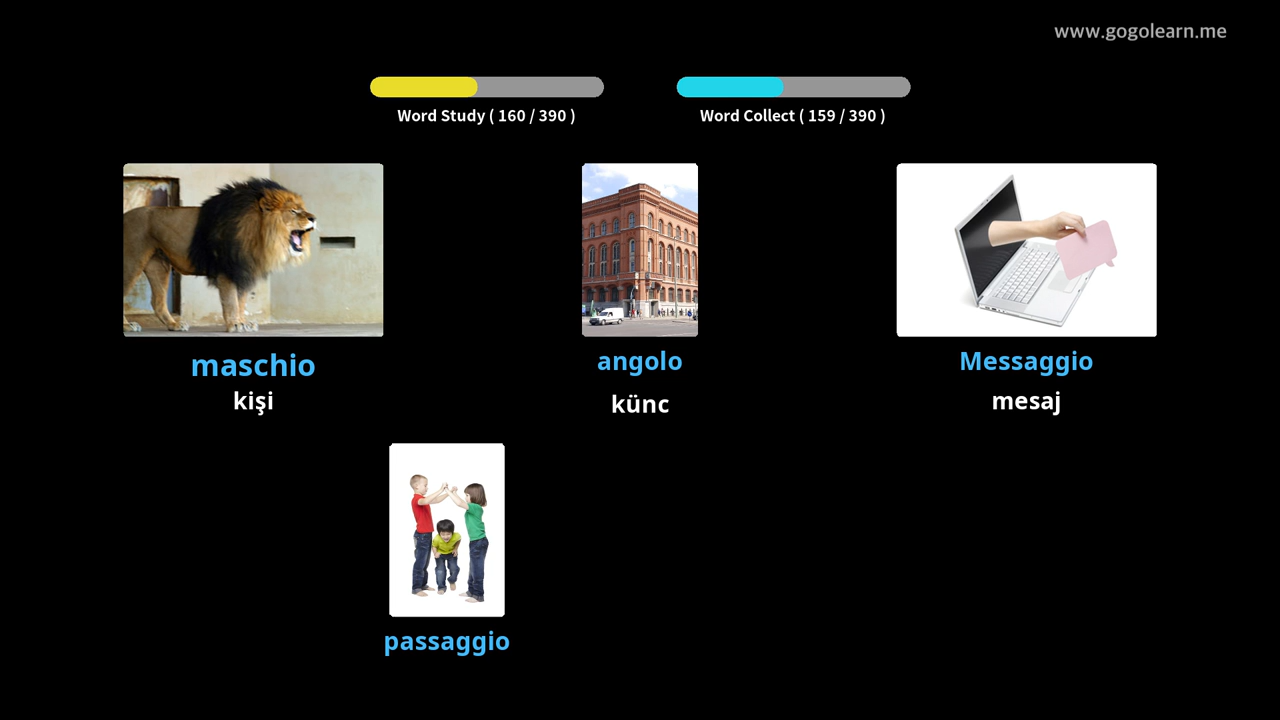 www.gogolearn.me
Word Study ( 160 / 390 )
Word Collect ( 159 / 390 )
maschio
kişi
angolo
künc
Messaggio
mesaj
passaggio